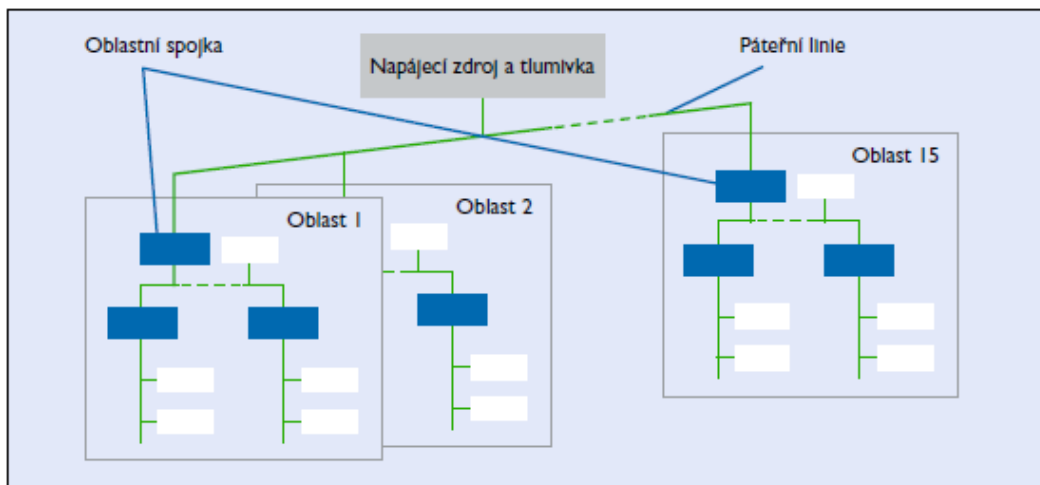 Oblastní spojka
Napájecí zdroj a tlumivka
Páteřní linie
Oblast 15
Oblast 1
Oblast 2